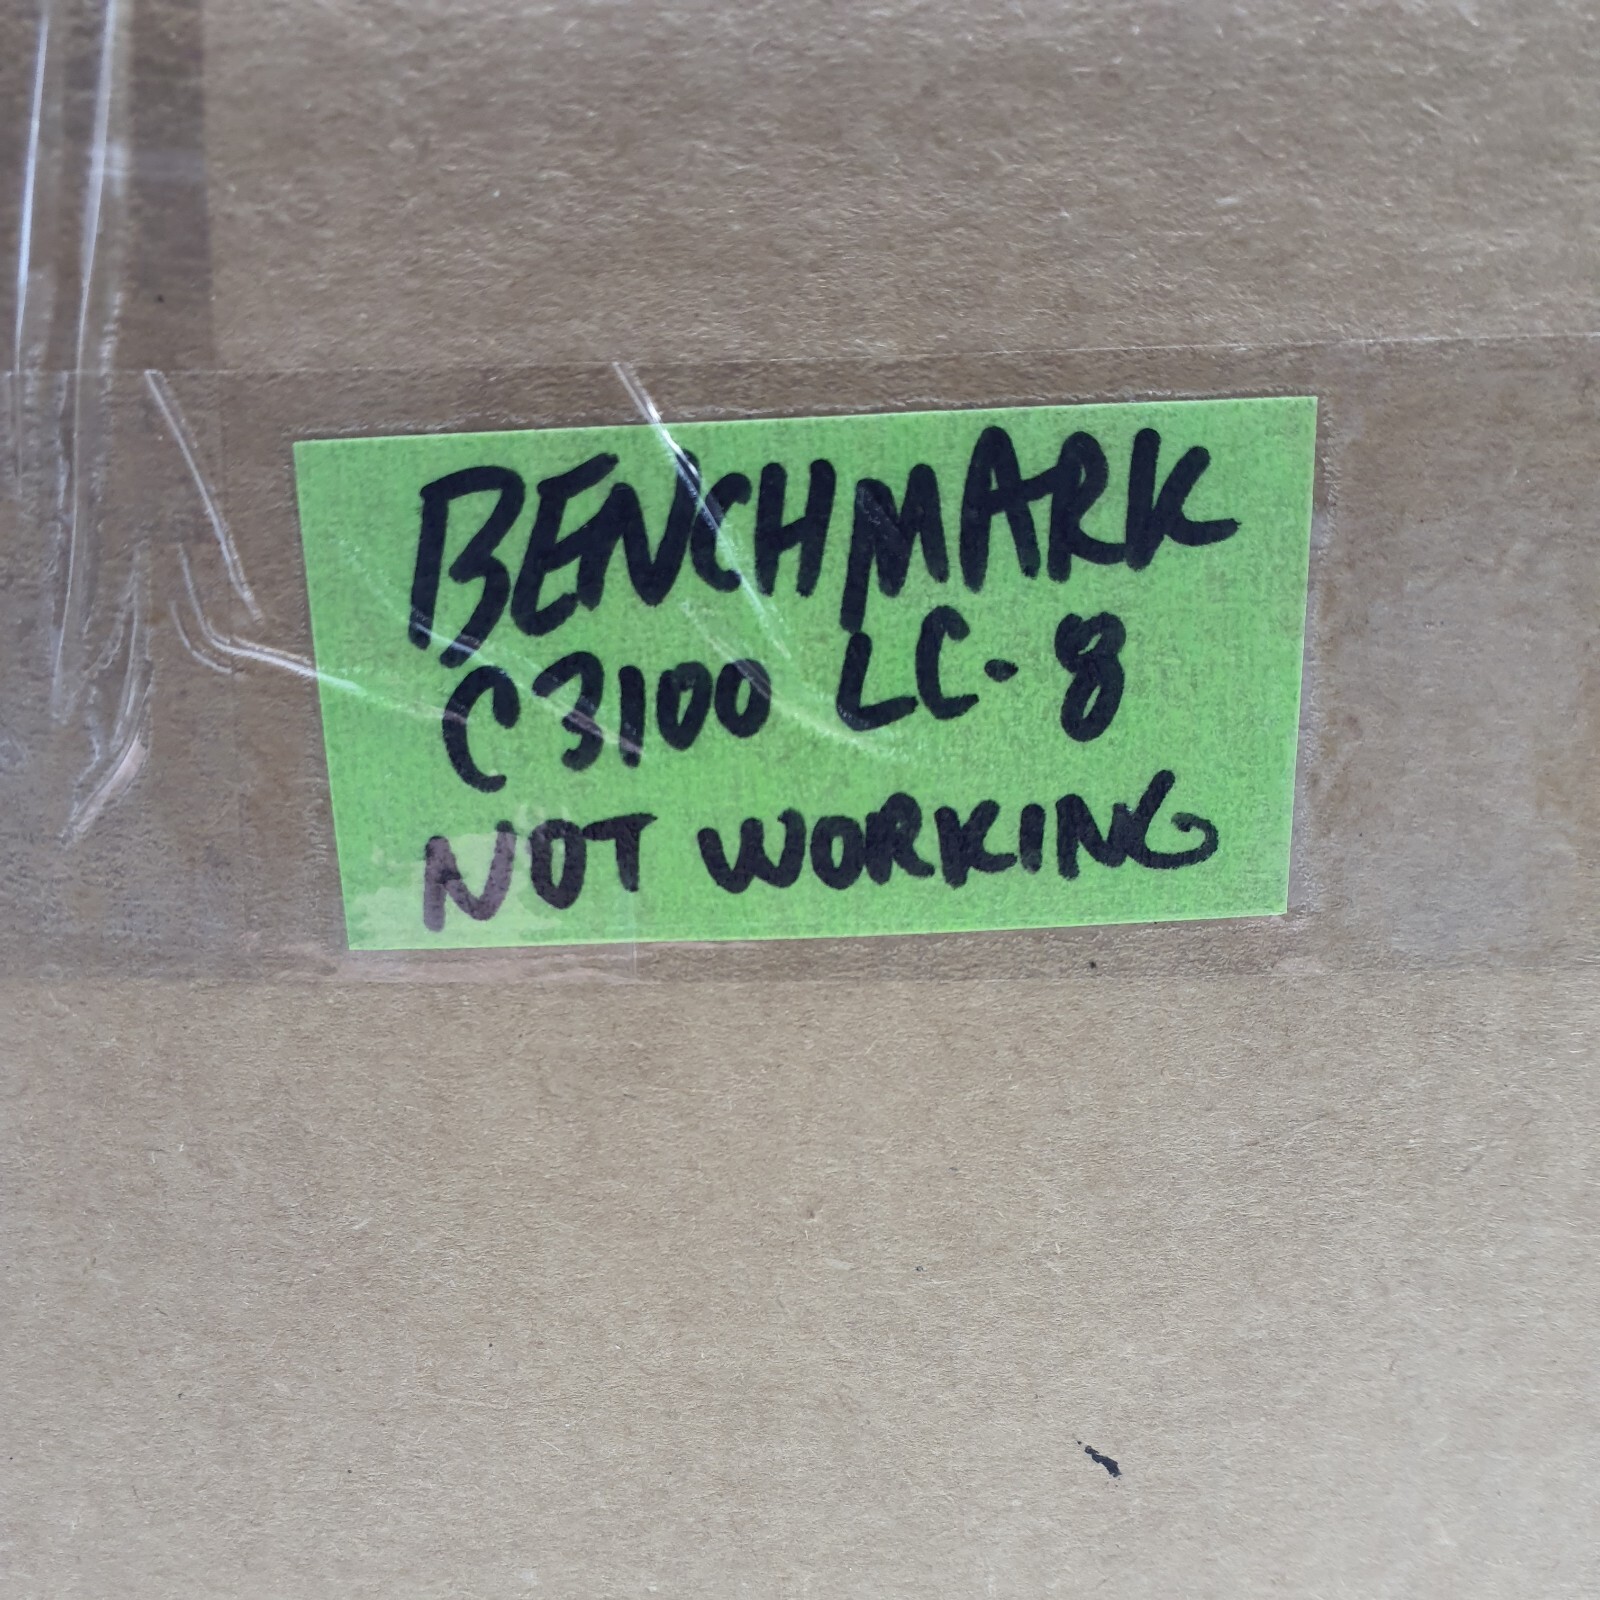 BENCHMARK
C3100 LC-8
NOT WORKING